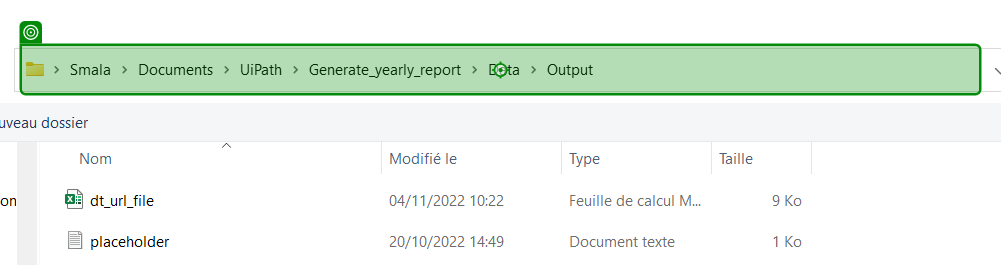 Smala > Documents > UiPath > Generate_yearly_report > Data > Output
uveau dossier
Nom Modifié le Type Taille
on dt_url_file 04/11/2022 10:22 Feuille de calcul M... 9 Ko
placeholder 20/10/2022 14:49 Document texte 1 Ko